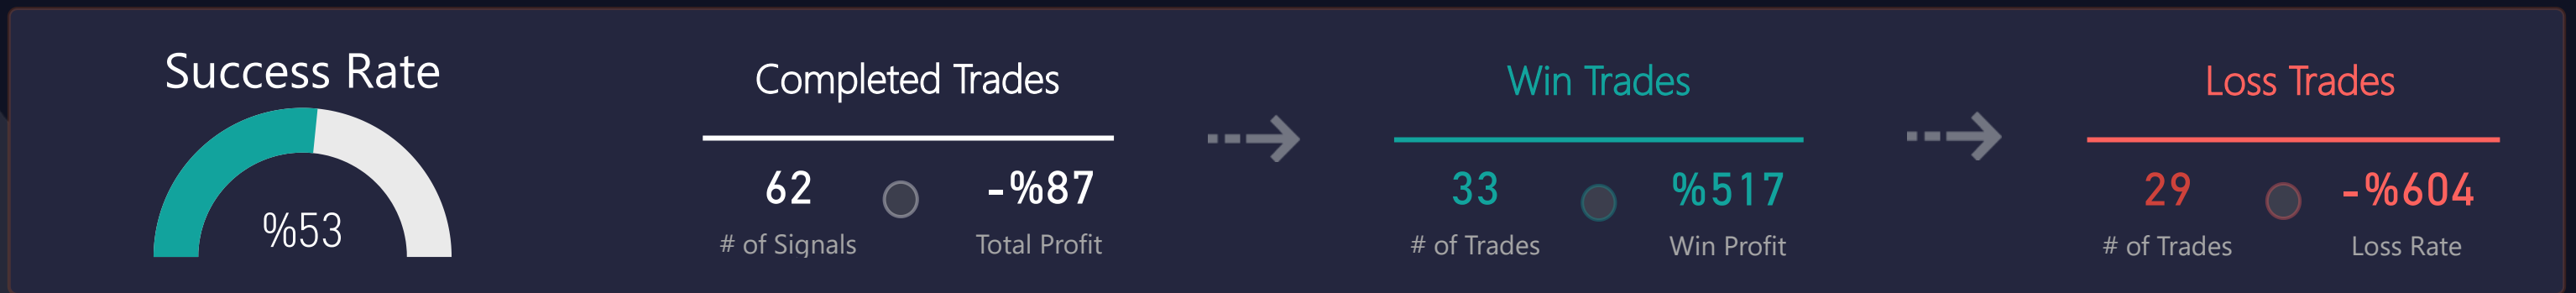 Success Rate
%53
Completed Trades
62 -%87
# of Signals Total Profit
Win Trades
33 %517
# of Trades Win Profit
Loss Trades
29 -%604
# of Trades Loss Rate